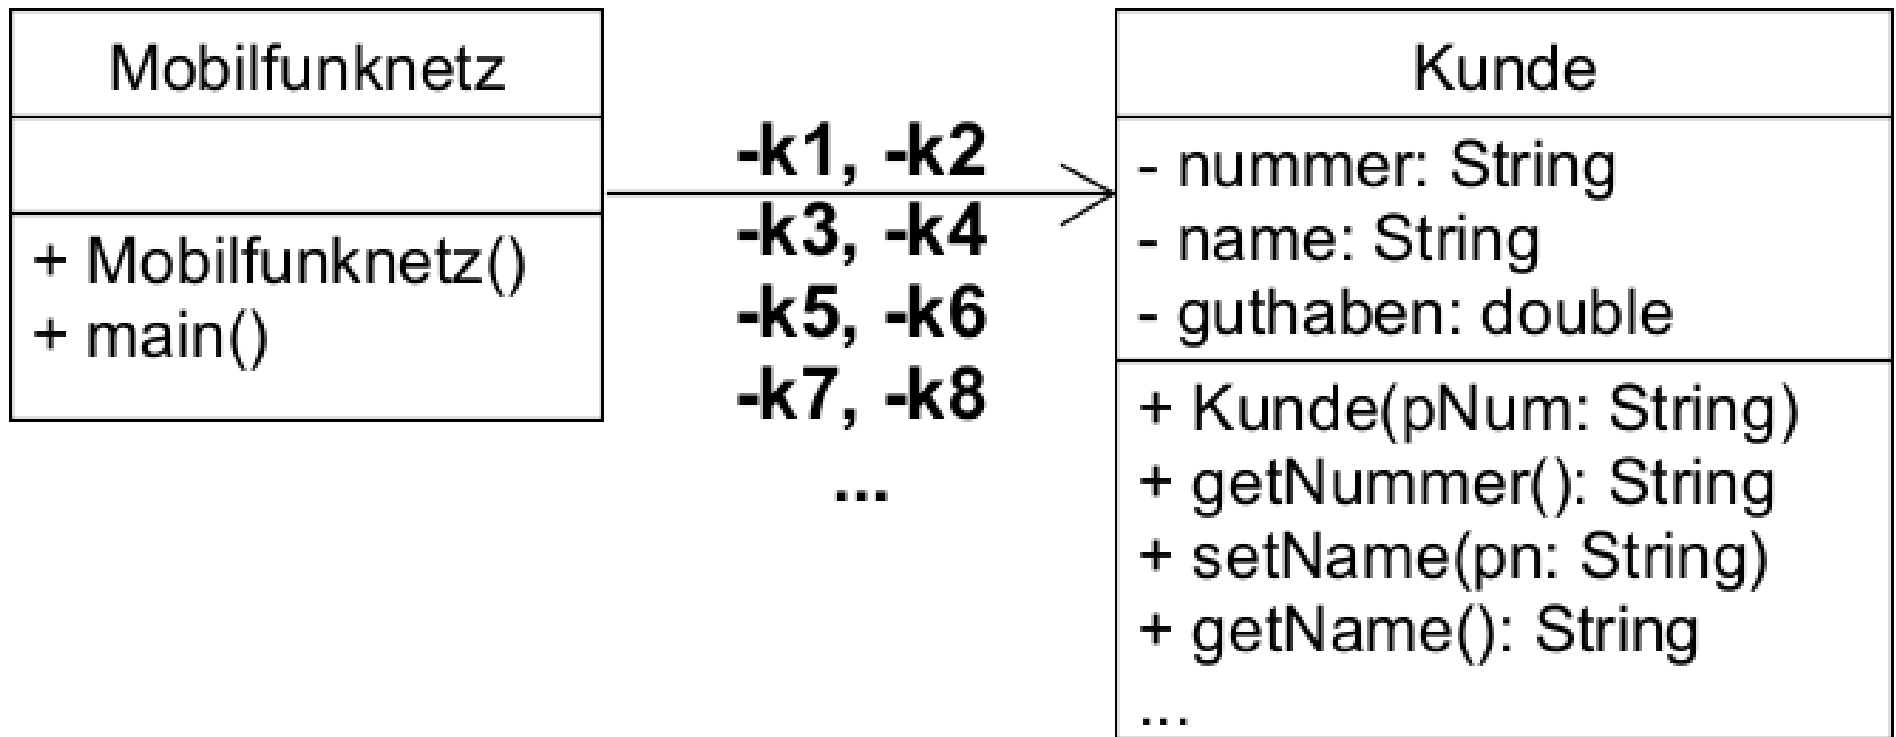 Mobilfunknetz
+ Mobilfunknetz()
+ main()
-k1, -k2
-k3, -k4
-k5, -k6
-k7, -k8
...
Kunde
- nummer: String
- name: String
- guthaben: double
+ Kunde(pNum: String)
+ getNummer(): String
+ setName(pn: String)
+ getName(): String
...